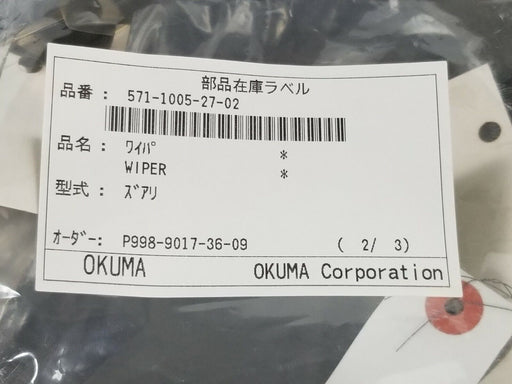 部品在庫ラベル
品番： 571-1005-27-02
品名： ﾜｲﾊﾟ *
WIPER *
型式： ｽﾞｱﾘ
ｵｰﾀﾞｰ: P998-9017-36-09 ( 2/ 3)
OKUMA OKUMA Corporation